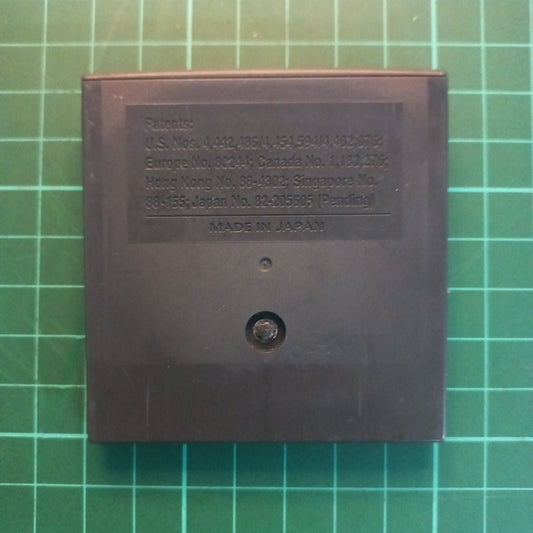 Patents:
U.S. Nos. 4,442,486/4,454,594/4,462,076;
Europe No. 80244; Canada No. 1,183,276;
Hong Kong No. 88-4302; Singapore No.
88-155; Japan No. 82-205605 (Pending)
MADE IN JAPAN